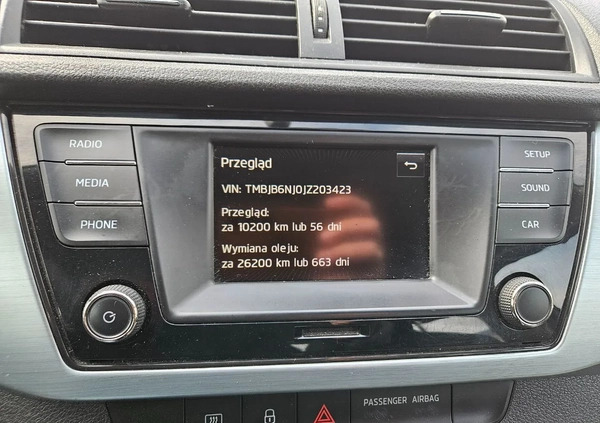 RADIO
MEDIA
PHONE
Przegląd
VIN: TMBJB6NJ0JZ203423
Przegląd:
za 10200 km lub 56 dni
Wymiana oleju:
za 26200 km lub 663 dni
SETUP
SOUND
CAR
PASSENGER AIRBAG